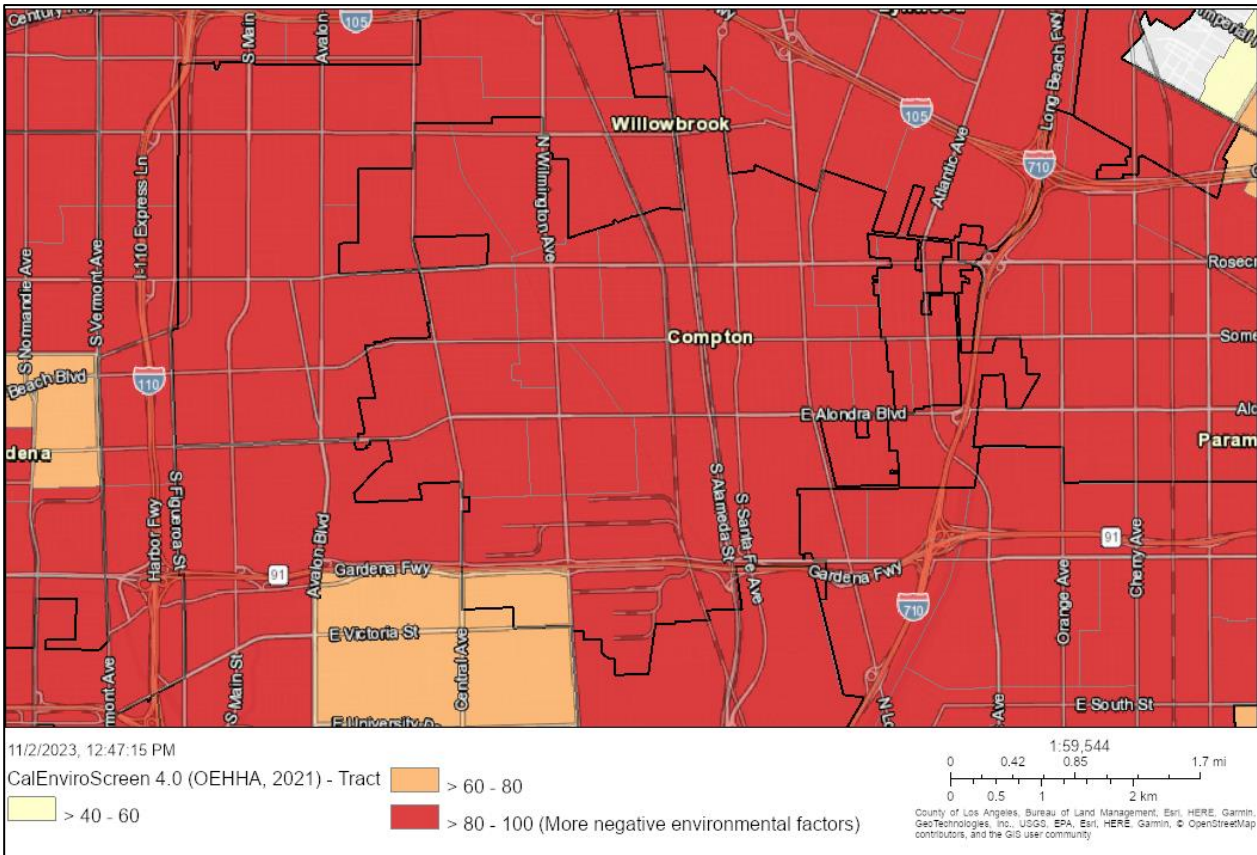 Century Fwy
S Main
Avalon
105
Fwy
Lynwood
Imperial
Long Beach Fwy
Willowbrook
105
710
Atlantic Ave
N Wilmington Ave
I-110 Express Ln
S Normandie Ave
S Vermont Ave
Rosecr
Compton
Some
Beach Blvd
110
E Alondra Blvd
Alo
dena
Param
Harbor Fwy
S Figueroa St
Avalon Blvd
S Alameda St
S Santa Fe Ave
91
Cherry Ave
91
Gardena Fwy
Gardena Fwy
710
Orange Ave
E Victoria St
Central Ave
mont Ave
S Main St
E University D
N Lo
s Ave
E South St
11/2/2023, 12:47:15 PM
CalEnviroScreen 4.0 (OEHHA, 2021) - Tract
> 40 - 60
> 60 - 80
> 80 - 100 (More negative environmental factors)
1:59,544
0 0.42 0.85 1.7 mi
0 0.5 1 2 km
County of Los Angeles, Bureau of Land Management, Esri, HERE, Garmin,
GeoTechnologies, Inc., USGS, EPA, Esri, HERE, Garmin, © OpenStreetMap
contributors, and the GIS user community